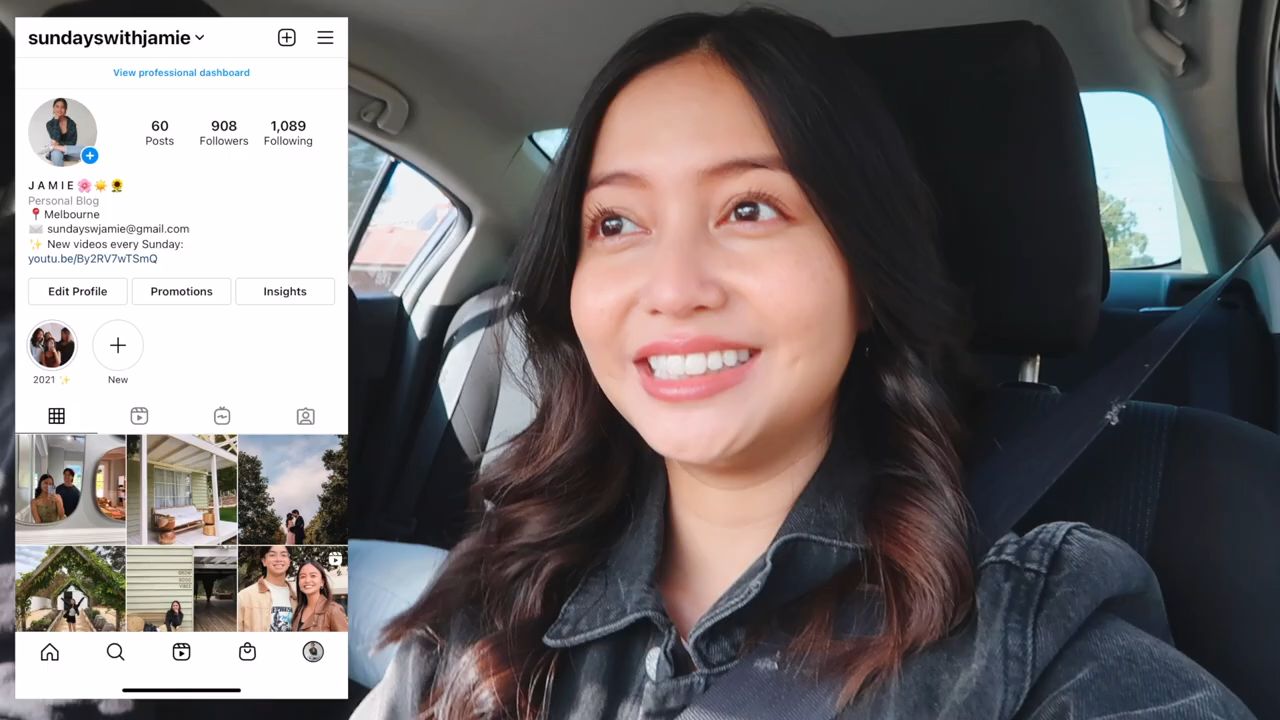 sundayswithjamie
View professional dashboard
60 908 1,089
Posts Followers Following
J A M I E🌸☀️🌻
Personal Blog
📍Melbourne
✉️ sundayswjamie@gmail.com
✨ New videos every Sunday:
youtu.be/By2RV7wTSmQ
Edit Profile Promotions Insights
2021 ✨ New